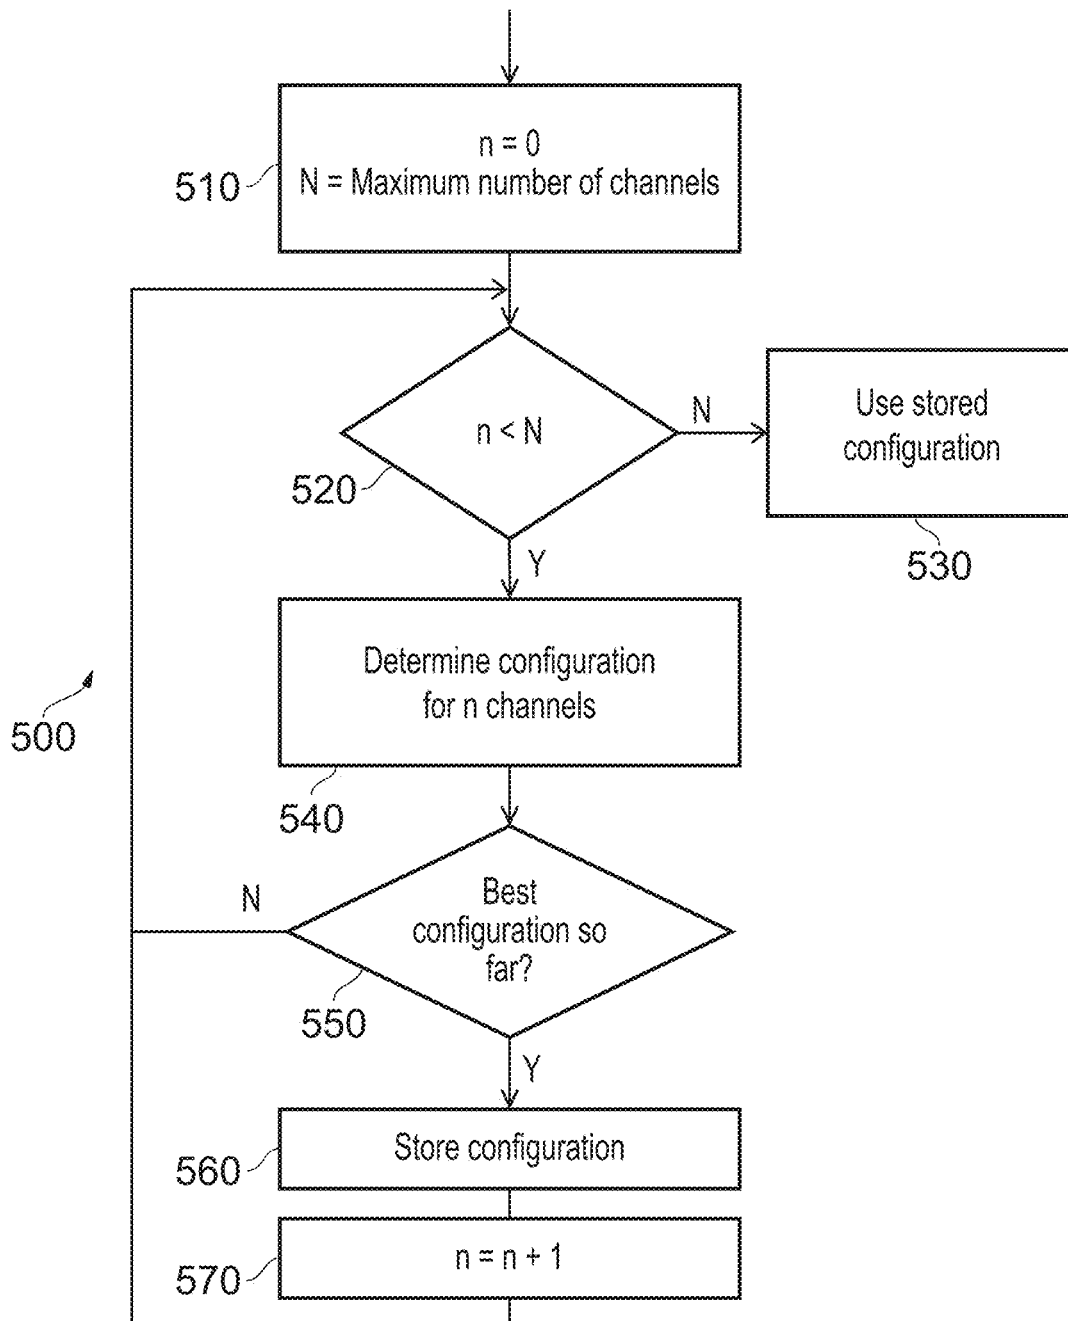 n = 0
N = Maximum number of channels
510
n < N
N
520
Use stored
configuration
530
Y
Determine configuration
for n channels
500
540
N
Best
configuration so
far?
550
Y
Store configuration
560
n = n + 1
570